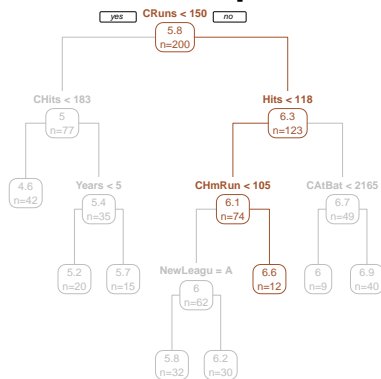 yes CRuns < 150 no
5.8
n=200
CHits < 183
5
n=77
Hits < 118
6.3
n=123
4.6
n=42
Years < 5
5.4
n=35
CHmRun < 105
6.1
n=74
CAtBat < 2165
6.7
n=49
5.2
n=20
5.7
n=15
NewLeagu = A
6
n=62
6.6
n=12
6
n=9
6.9
n=40
5.8
n=32
6.2
n=30